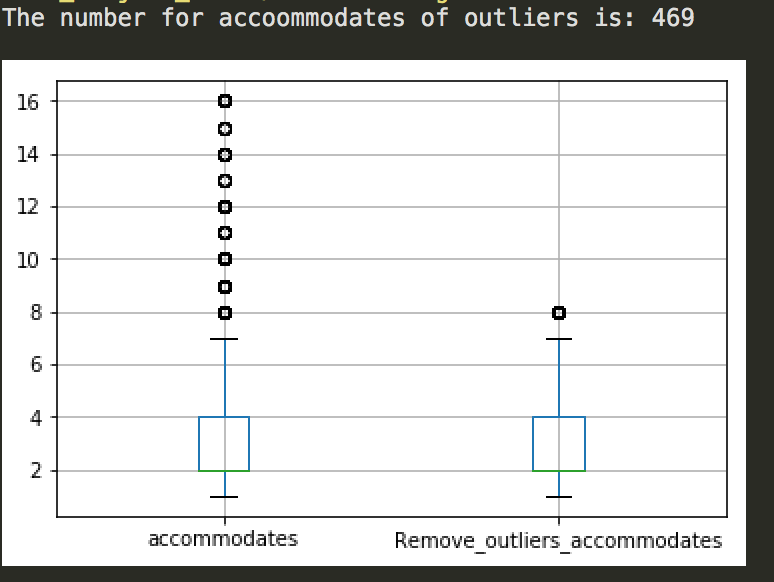 The number for accoommodates of outliers is: 469
16
14
12
10
8
6
4
2
accommodates
Remove_outliers_accommodates